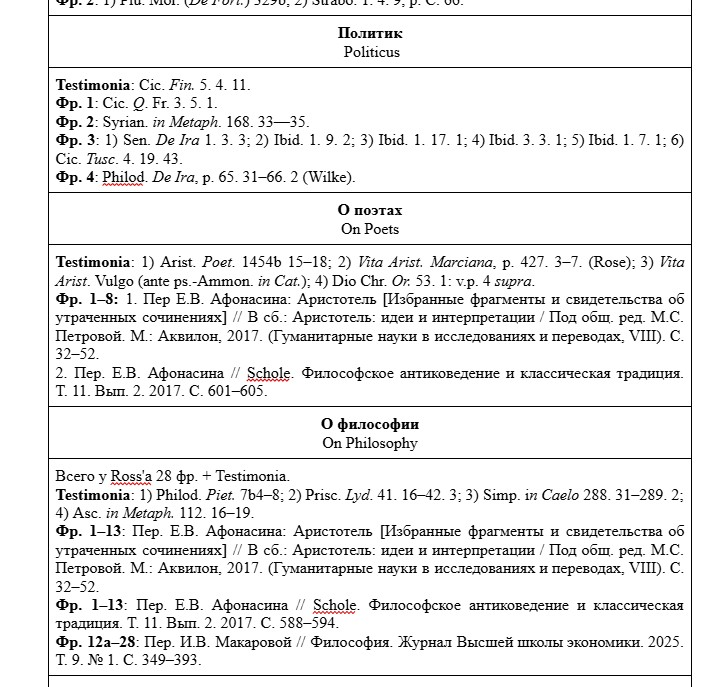 Фр. 2: 1) Plu. Mor. (De Fort.) 329b; 2) Strabo. 1. 4. 9; p. C. 66.
Политик
Politicus
Testimonia: Cic. Fin. 5. 4. 11.
Фр. 1: Cic. Q. Fr. 3. 5. 1.
Фр. 2: Syrian. in Metaph. 168. 33—35.
Фр. 3: 1) Sen. De Ira 1. 3. 3; 2) Ibid. 1. 9. 2; 3) Ibid. 1. 17. 1; 4) Ibid. 3. 3. 1; 5) Ibid. 1. 7. 1; 6)
Cic. Tusc. 4. 19. 43.
Фр. 4: Philod. De Ira, p. 65. 31–66. 2 (Wilke).
О поэтах
On Poets
Testimonia: 1) Arist. Poet. 1454b 15–18; 2) Vita Arist. Marciana, p. 427. 3–7. (Rose); 3) Vita
Arist. Vulgo (ante ps.-Ammon. in Cat.); 4) Dio Chr. Or. 53. 1: v.p. 4 supra.
Фр. 1–8: 1. Пер Е.В. Афонасина: Аристотель [Избранные фрагменты и свидетельства об
утраченных сочинениях] // В сб.: Аристотель: идеи и интерпретации / Под общ. ред. М.С.
Петровой. М.: Аквилон, 2017. (Гуманитарные науки в исследованиях и переводах, VIII). С.
32–52.
2. Пер. Е.В. Афонасина // Schole. Философское антиковедение и классическая традиция.
Т. 11. Вып. 2. 2017. С. 601–605.
О философии
On Philosophy
Всего у Ross'a 28 фр. + Testimonia.
Testimonia: 1) Philod. Piet. 7b4–8; 2) Prisc. Lyd. 41. 16–42. 3; 3) Simp. in Caelo 288. 31–289. 2;
4) Asc. in Metaph. 112. 16–19.
Фр. 1–13: Пер. Е.В. Афонасина: Аристотель [Избранные фрагменты и свидетельства об
утраченных сочинениях] // В сб.: Аристотель: идеи и интерпретации / Под общ. ред. М.С.
Петровой. М.: Аквилон, 2017. (Гуманитарные науки в исследованиях и переводах, VIII). С.
32–52.
Фр. 1–13: Пер. Е.В. Афонасина // Schole. Философское антиковедение и классическая
традиция. Т. 11. Вып. 2. 2017. С. 588–594.
Фр. 12a–28: Пер. И.В. Макаровой // Философия. Журнал Высшей школы экономики. 2025.
Т. 9. № 1. С. 349–393.